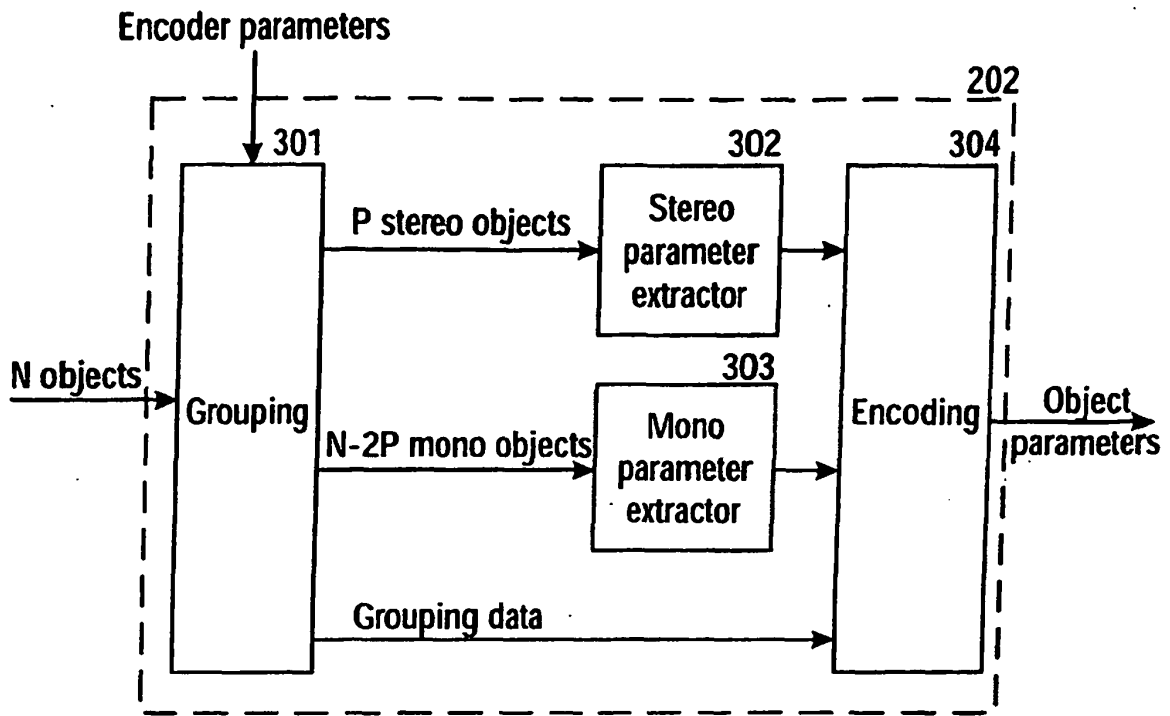 Encoder parameters
202
301
302
304
P stereo objects
Stereo
parameter
extractor
N objects
Grouping
303
N-2P mono objects
Mono
parameter
extractor
Encoding
Object
parameters
Grouping data